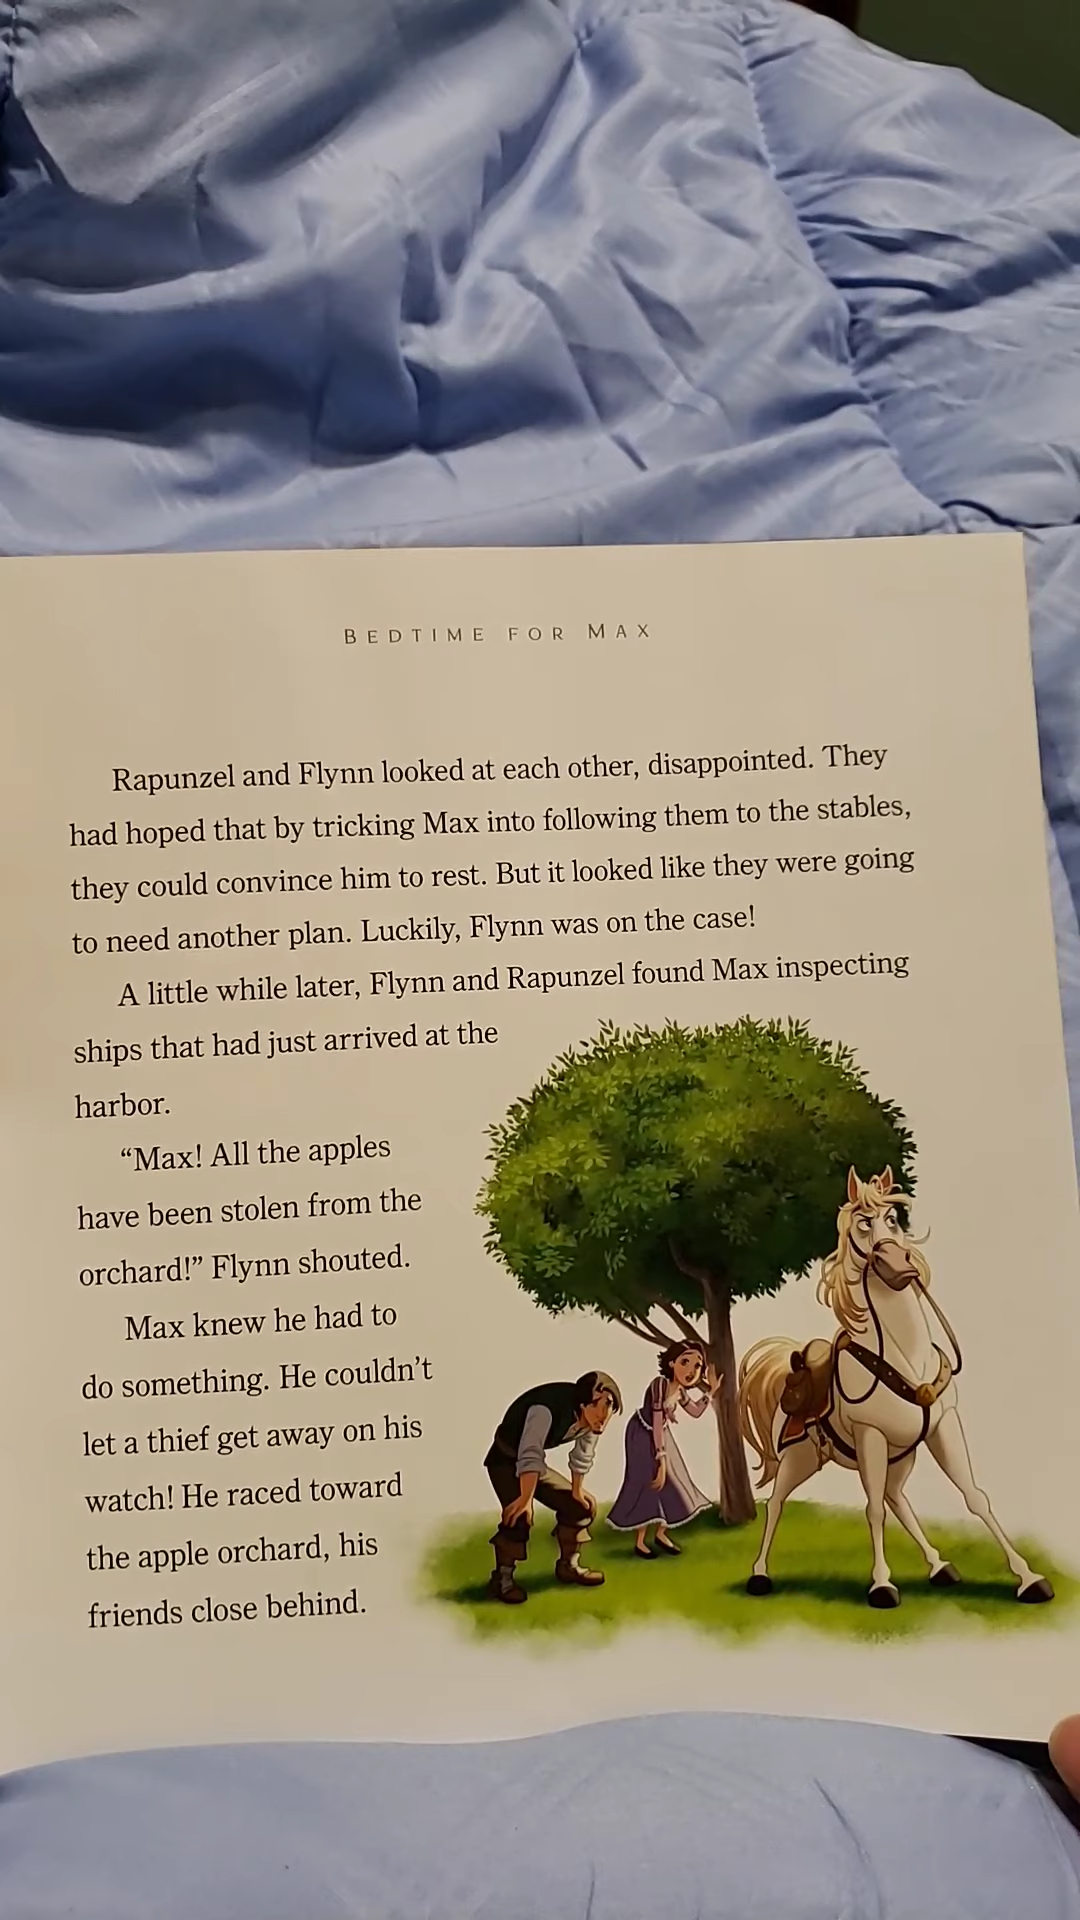 BEDTIME FOR MAX
Rapunzel and Flynn looked at each other, disappointed. They
had hoped that by tricking Max into following them to the stables,
they could convince him to rest. But it looked like they were going
to need another plan. Luckily, Flynn was on the case!
A little while later, Flynn and Rapunzel found Max inspecting
ships that had just arrived at the
harbor.
“Max! All the apples
have been stolen from the
orchard!” Flynn shouted.
Max knew he had to
do something. He couldn’t
let a thief get away on his
watch! He raced toward
the apple orchard, his
friends close behind.